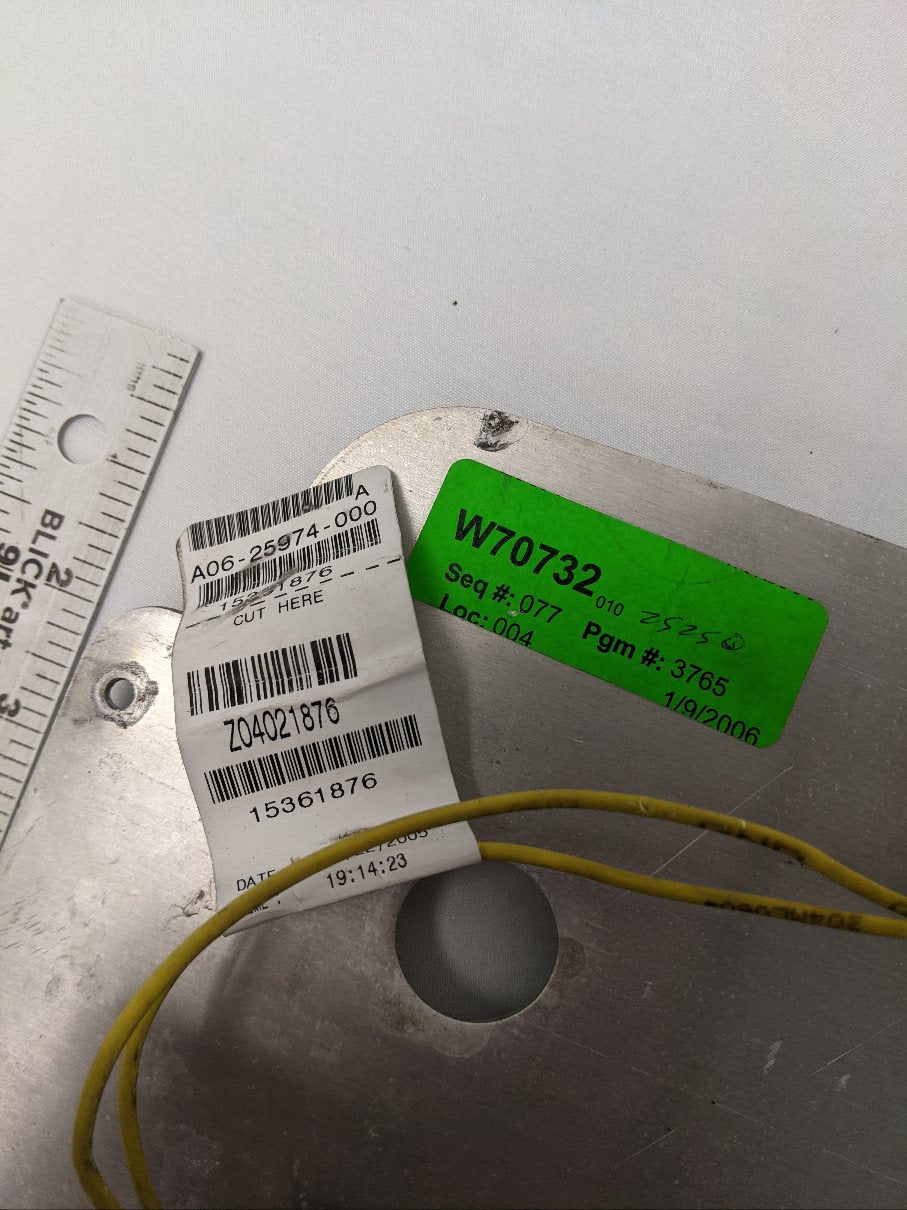 A
A06-25974-000
CUT HERE
Z04021876
15361876
DATE
19:14:23
W70732 010
Seq #: 077
Loc: 004
Pgm #: 3765
1/9/2006
BLICK art
1
2
3